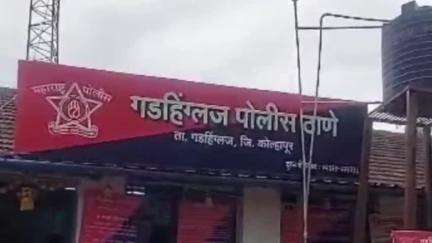 महाराष्ट्र पोलीस
गडहिंग्लज पोलीस ठाणे
ता. गडहिंग्लज, जि. कोल्हापूर